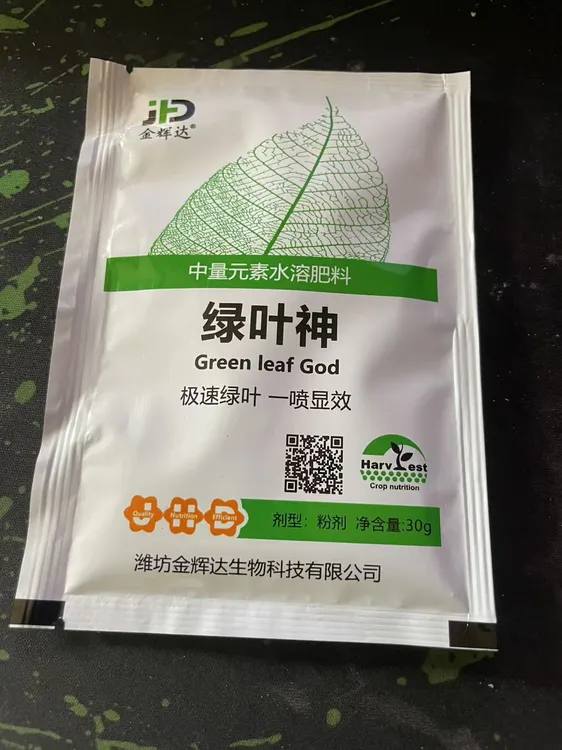 JHD
金辉达®
中量元素水溶肥料
绿叶神
Green leaf God
极速绿叶 一喷显效
Harvest
Crop nutrition
Quality
Nutrition
Efficient
剂型：粉剂 净含量:30g
潍坊金辉达生物科技有限公司